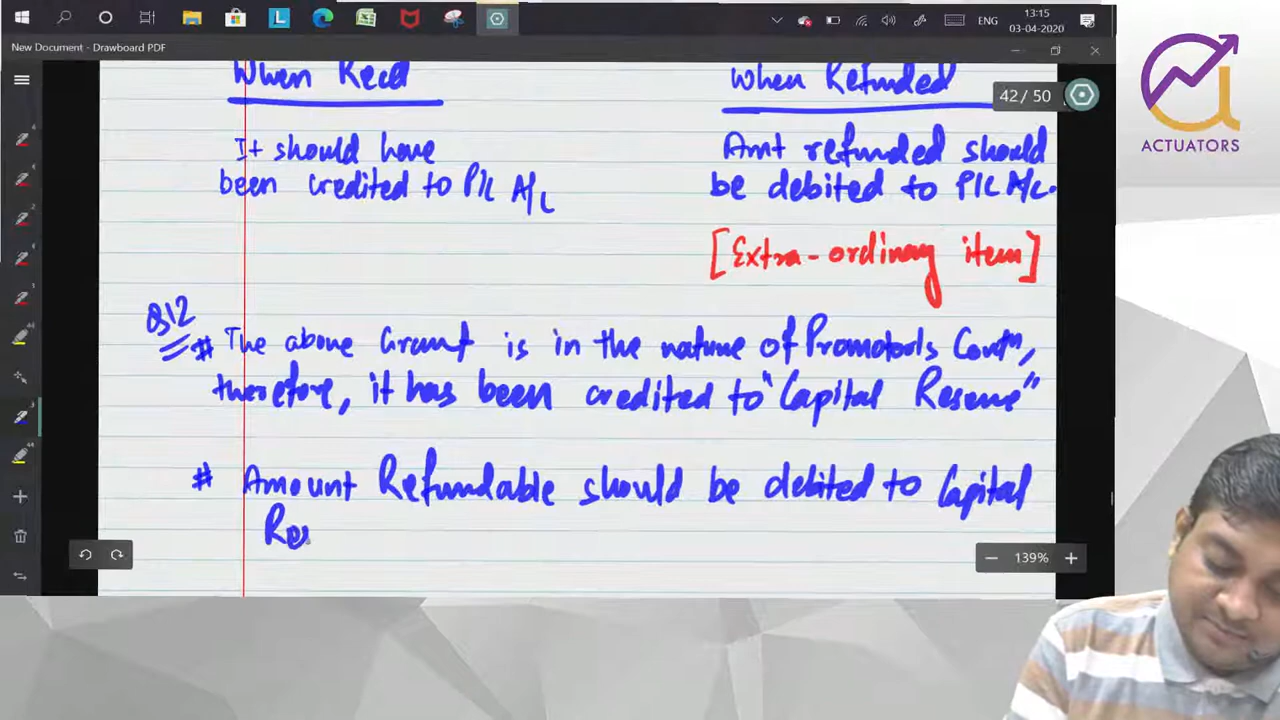 13:15
ENG
03-04-2020
New Document - Drawboard PDF
42 / 50
ACTUATORS
When Recd
When Refunded
It should have
been credited to P/L A/c
Amt refunded should
be debited to P/L A/c.
[Extra-ordinary item]
Q12
# The above Grant is in the nature of Promotors Contn,
therefore, it has been credited to "Capital Reserve"
# Amount Refundable should be debited to Capital
Res
139%